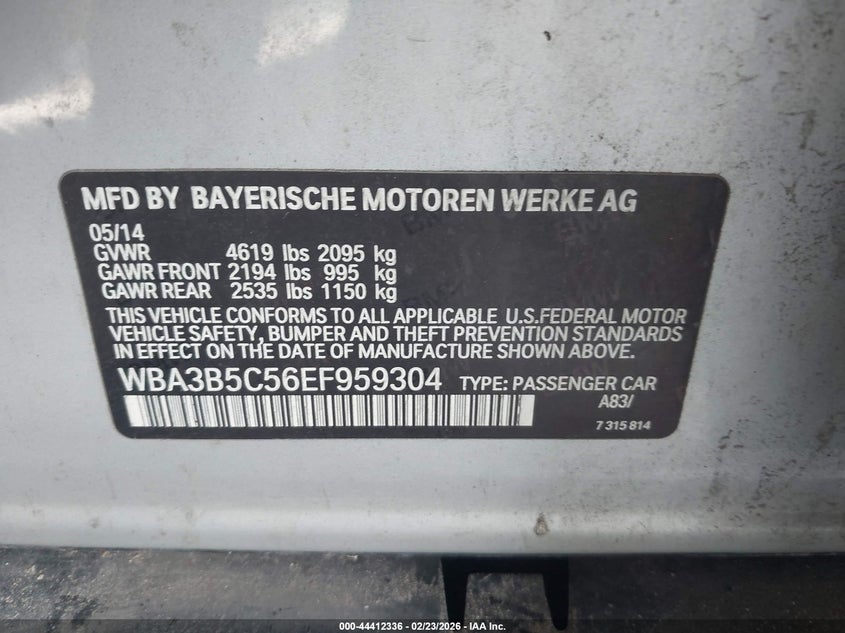 MFD BY BAYERISCHE MOTOREN WERKE AG
05/14
GVWR 4619 lbs 2095 kg
GAWR FRONT 2194 lbs 995 kg
GAWR REAR 2535 lbs 1150 kg
THIS VEHICLE CONFORMS TO ALL APPLICABLE U.S.FEDERAL MOTOR
VEHICLE SAFETY, BUMPER AND THEFT PREVENTION STANDARDS
IN EFFECT ON THE DATE OF MANUFACTURE SHOWN ABOVE.
WBA3B5C56EF959304 TYPE: PASSENGER CAR
A83/
7 315 814
000-44412336 | 02/23/2026 | IAA Inc.